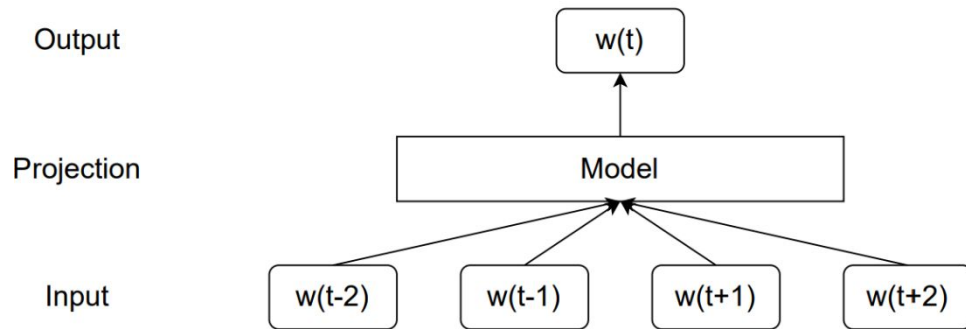 Output
w(t)
Projection
Model
Input
w(t-2)
w(t-1)
w(t+1)
w(t+2)